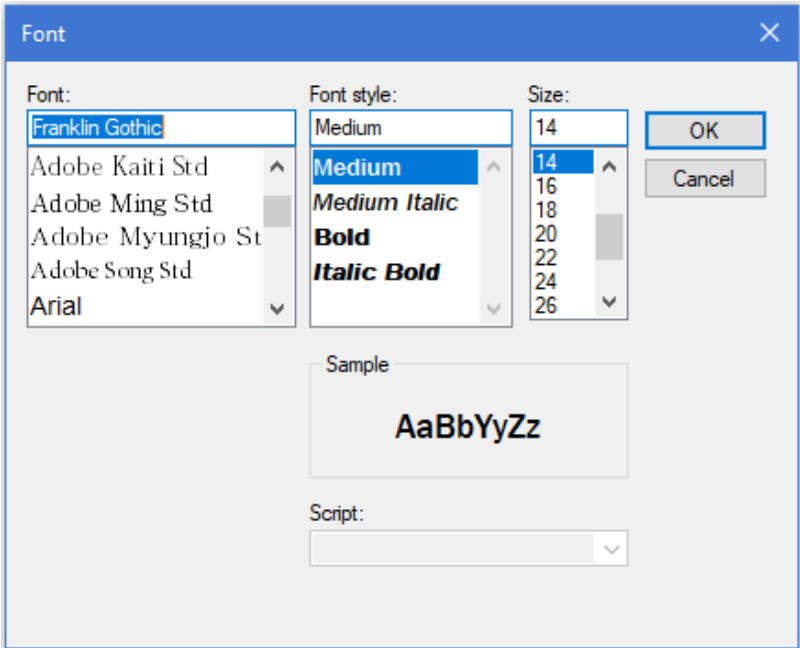 Font
Font:
Franklin Gothic
Adobe Kaiti Std
Adobe Ming Std
Adobe Myungjo St
Adobe Song Std
Arial
Font style:
Medium
Medium
Medium Italic
Bold
Italic Bold
Size:
14
14
16
18
20
22
24
26
OK
Cancel
Sample
AaBbYyZz
Script: